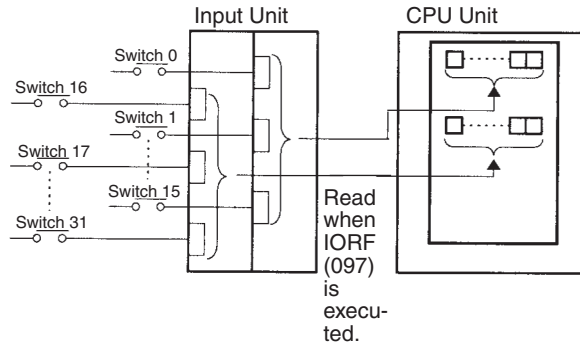 Input Unit
CPU Unit
Switch 0
Switch 16
Switch 1
Switch 17
Switch 15
Switch 31
Read
when
IORF
(097)
is
execu-
ted.